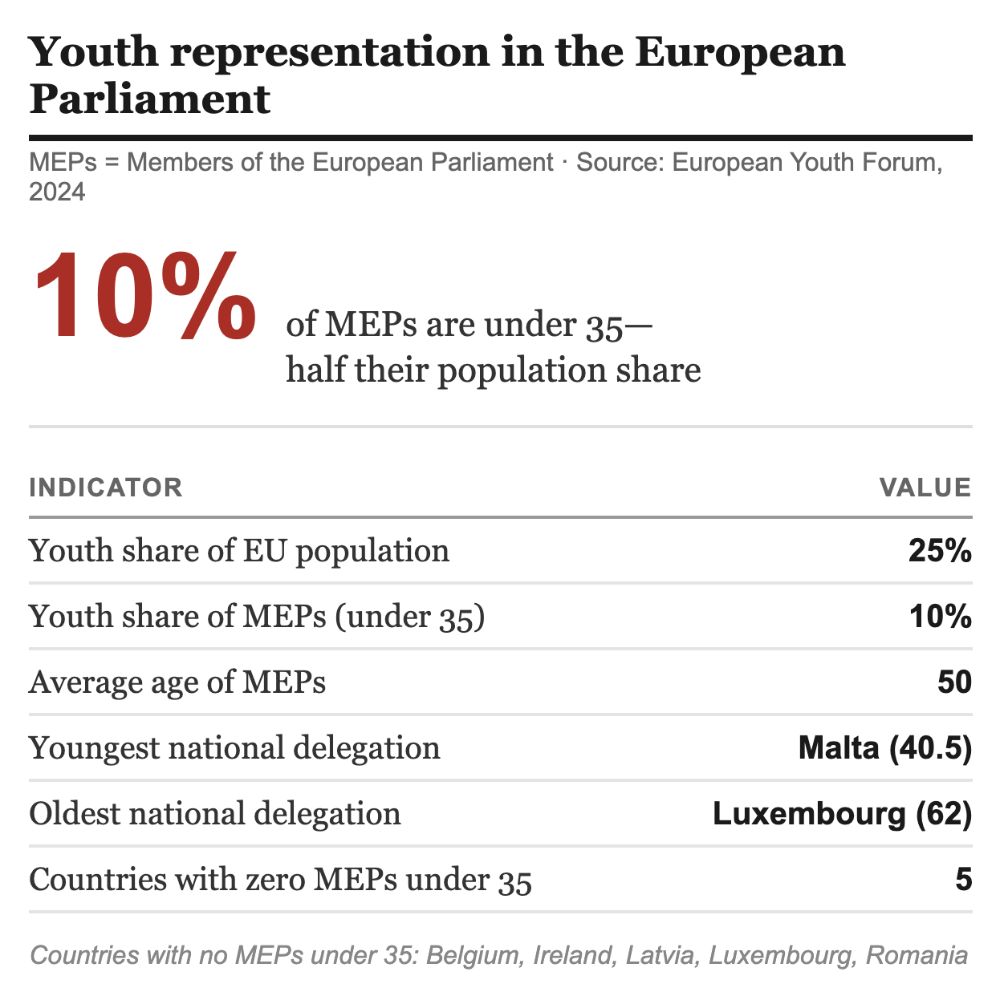 Youth representation in the European
Parliament
MEPs = Members of the European Parliament · Source: European Youth Forum,
2024
10%
of MEPs are under 35—
half their population share
INDICATOR VALUE
Youth share of EU population 25%
Youth share of MEPs (under 35) 10%
Average age of MEPs 50
Youngest national delegation Malta (40.5)
Oldest national delegation Luxembourg (62)
Countries with zero MEPs under 35 5
Countries with no MEPs under 35: Belgium, Ireland, Latvia, Luxembourg, Romania